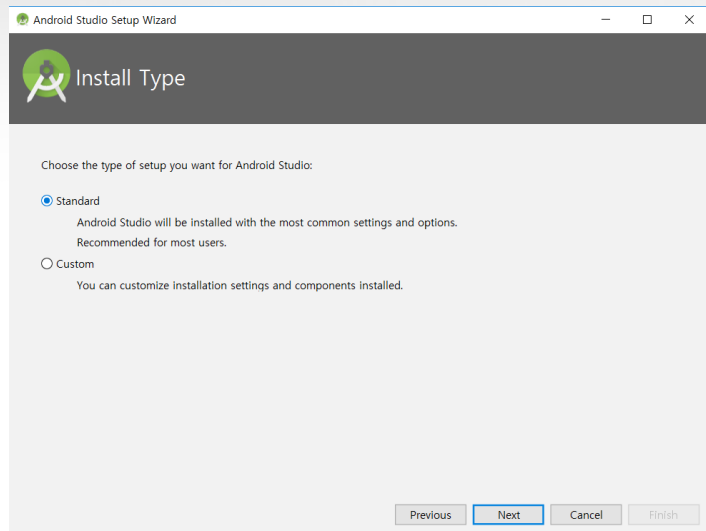 Android Studio Setup Wizard
Install Type
Choose the type of setup you want for Android Studio:
Standard
Android Studio will be installed with the most common settings and options.
Recommended for most users.
Custom
You can customize installation settings and components installed.
Previous Next Cancel Finish